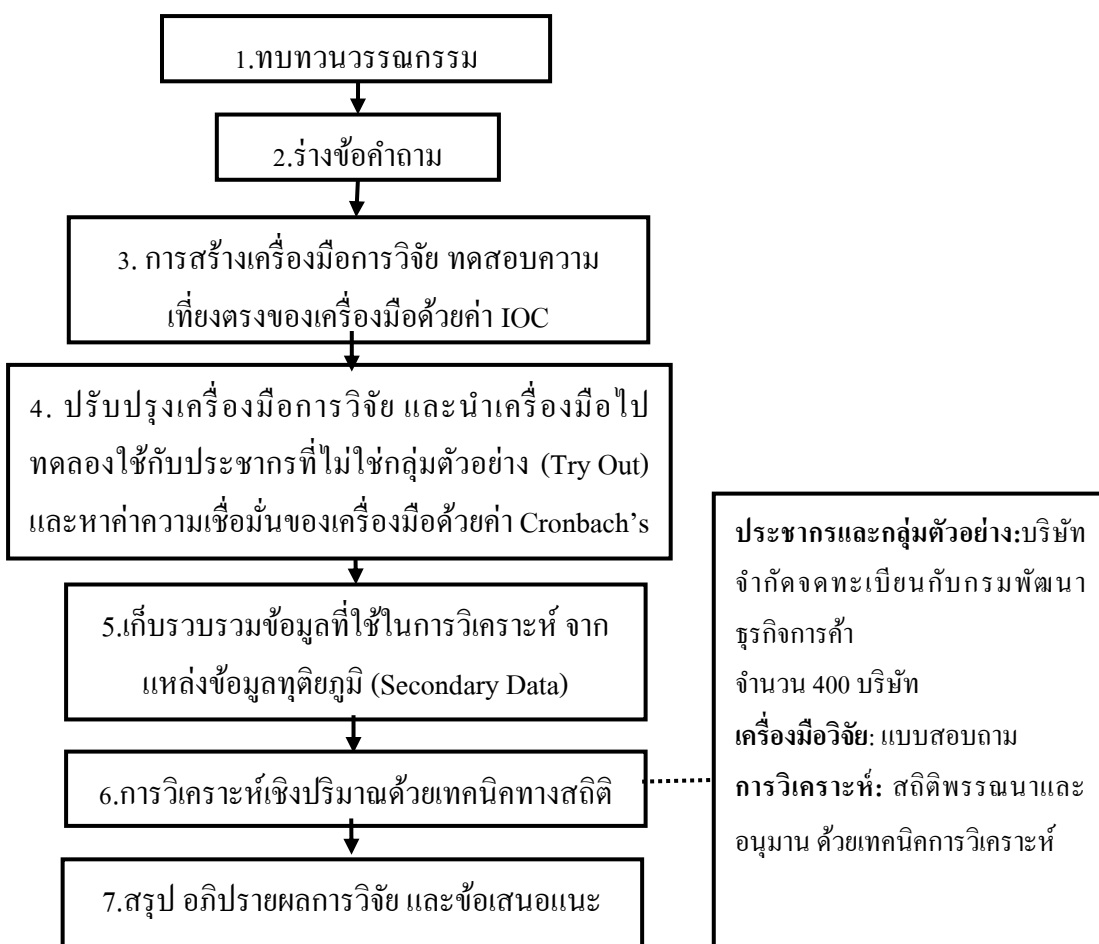 1.ทบทวนวรรณกรรม
2.ร่างข้อคำถาม
3. การสร้างเครื่องมือการวิจัย ทดสอบความ
เที่ยงตรงของเครื่องมือด้วยค่า IOC
4. ปรับปรุงเครื่องมือการวิจัย และนำเครื่องมือไป
ทดลองใช้กับประชากรที่ไม่ใช่กลุ่มตัวอย่าง (Try Out)
และหาค่าความเชื่อมั่นของเครื่องมือด้วยค่า Cronbach’s
5.เก็บรวบรวมข้อมูลที่ใช้ในการวิเคราะห์ จาก
แหล่งข้อมูลทุติยภูมิ (Secondary Data)
6.การวิเคราะห์เชิงปริมาณด้วยเทคนิคทางสถิติ
7.สรุป อภิปรายผลการวิจัย และข้อเสนอแนะ
ประชากรและกลุ่มตัวอย่าง:บริษัท
จำกัดจดทะเบียนกับกรมพัฒนา
ธุรกิจการค้า
จำนวน 400 บริษัท
เครื่องมือวิจัย: แบบสอบถาม
การวิเคราะห์: สถิติพรรณนาและ
อนุมาน ด้วยเทคนิคการวิเคราะห์